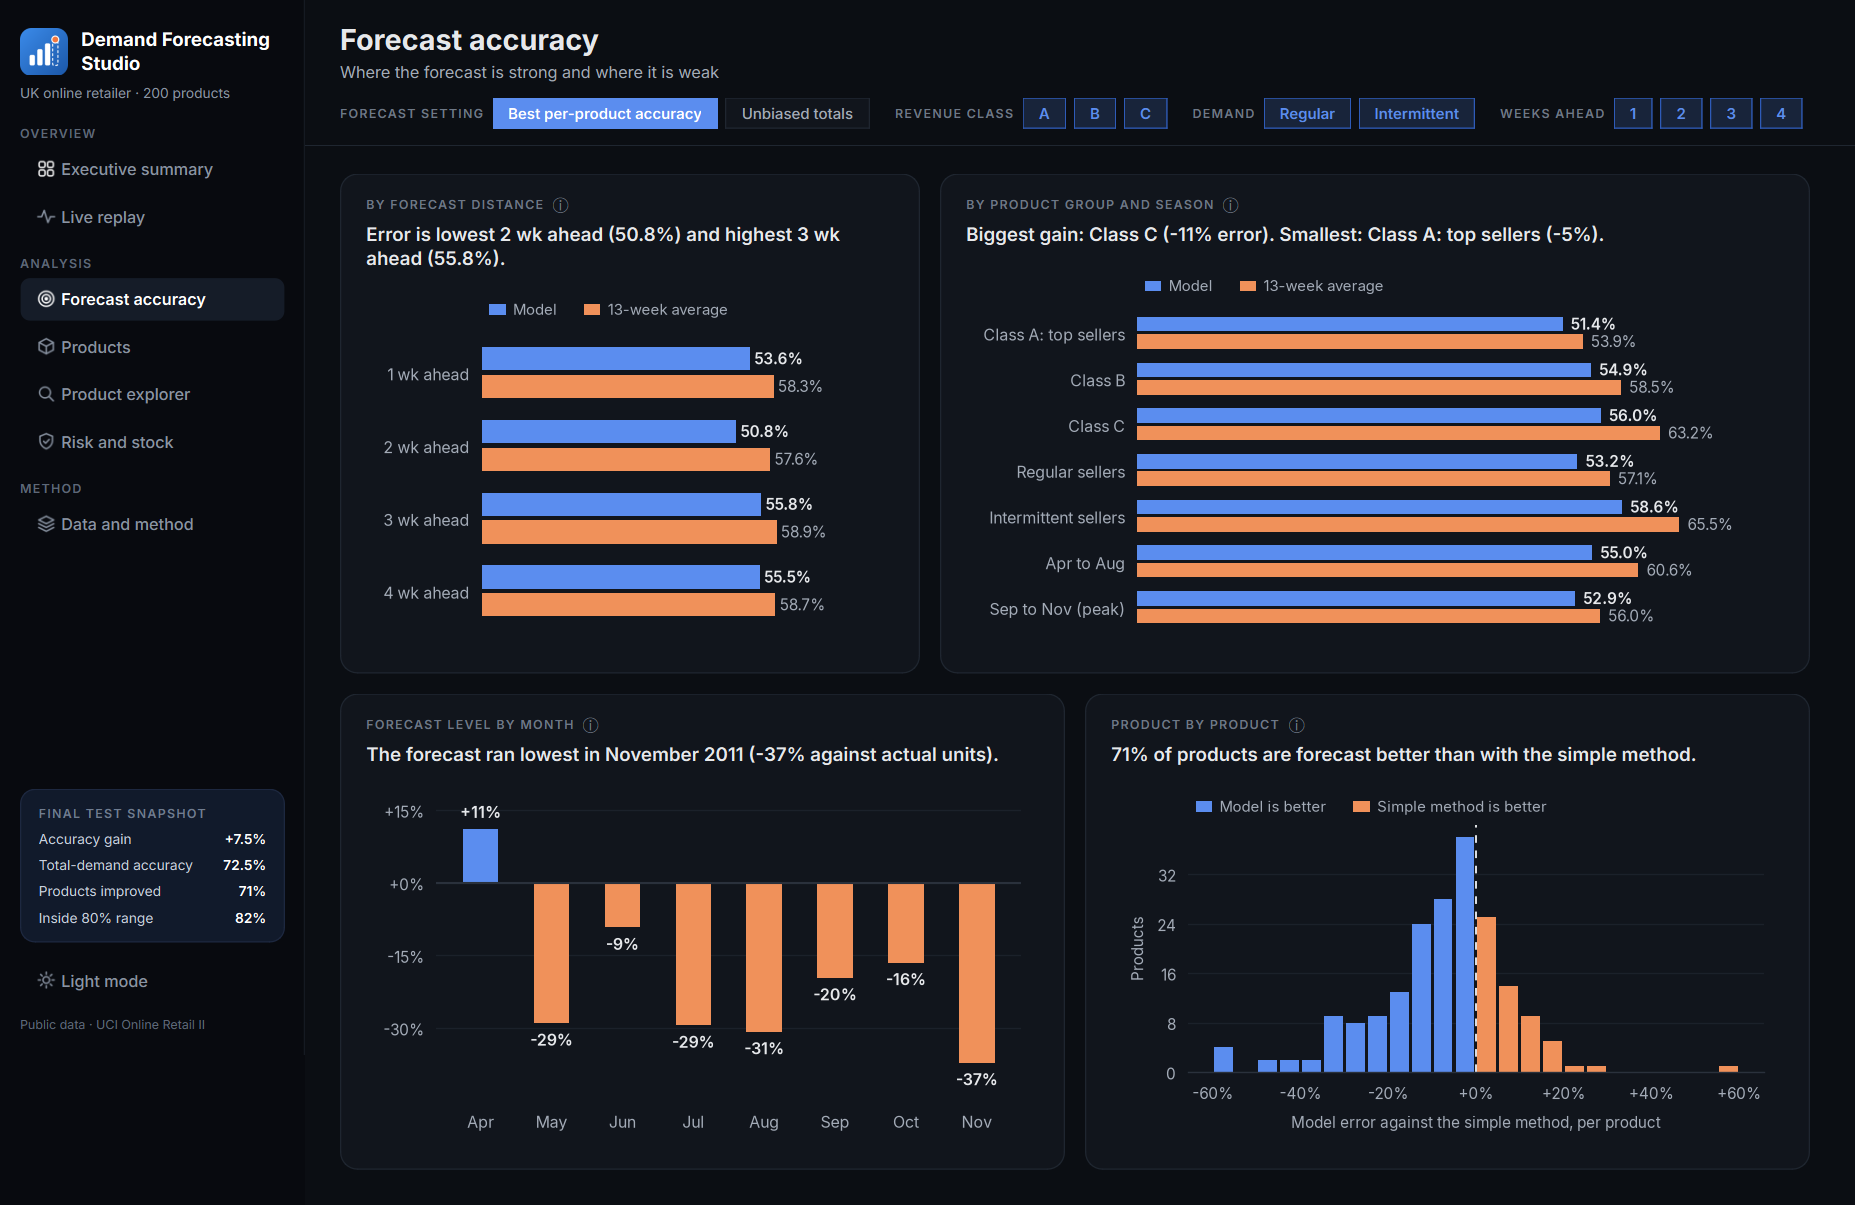 Demand Forecasting
Studio
UK online retailer · 200 products
OVERVIEW
Executive summary
Live replay
ANALYSIS
Forecast accuracy
Products
Product explorer
Risk and stock
METHOD
Data and method
FINAL TEST SNAPSHOT
Accuracy gain +7.5%
Total-demand accuracy 72.5%
Products improved 71%
Inside 80% range 82%
Light mode
Public data · UCI Online Retail II
Forecast accuracy
Where the forecast is strong and where it is weak
FORECAST SETTING Best per-product accuracy Unbiased totals REVENUE CLASS A B C DEMAND Regular Intermittent WEEKS AHEAD 1 2 3 4
BY FORECAST DISTANCE ⓘ
Error is lowest 2 wk ahead (50.8%) and highest 3 wk
ahead (55.8%).
Model 13-week average
1 wk ahead 53.6%
58.3%
2 wk ahead 50.8%
57.6%
3 wk ahead 55.8%
58.9%
4 wk ahead 55.5%
58.7%
BY PRODUCT GROUP AND SEASON ⓘ
Biggest gain: Class C (-11% error). Smallest: Class A: top sellers (-5%).
Model 13-week average
Class A: top sellers 51.4%
53.9%
Class B 54.9%
58.5%
Class C 56.0%
63.2%
Regular sellers 53.2%
57.1%
Intermittent sellers 58.6%
65.5%
Apr to Aug 55.0%
60.6%
Sep to Nov (peak) 52.9%
56.0%
FORECAST LEVEL BY MONTH ⓘ
The forecast ran lowest in November 2011 (-37% against actual units).
+15%
+0%
-15%
-30%
+11%
-29%
-9%
-29%
-31%
-20%
-16%
-37%
Apr May Jun Jul Aug Sep Oct Nov
PRODUCT BY PRODUCT ⓘ
71% of products are forecast better than with the simple method.
Model is better Simple method is better
Products
32
24
16
8
0
-60% -40% -20% +0% +20% +40% +60%
Model error against the simple method, per product